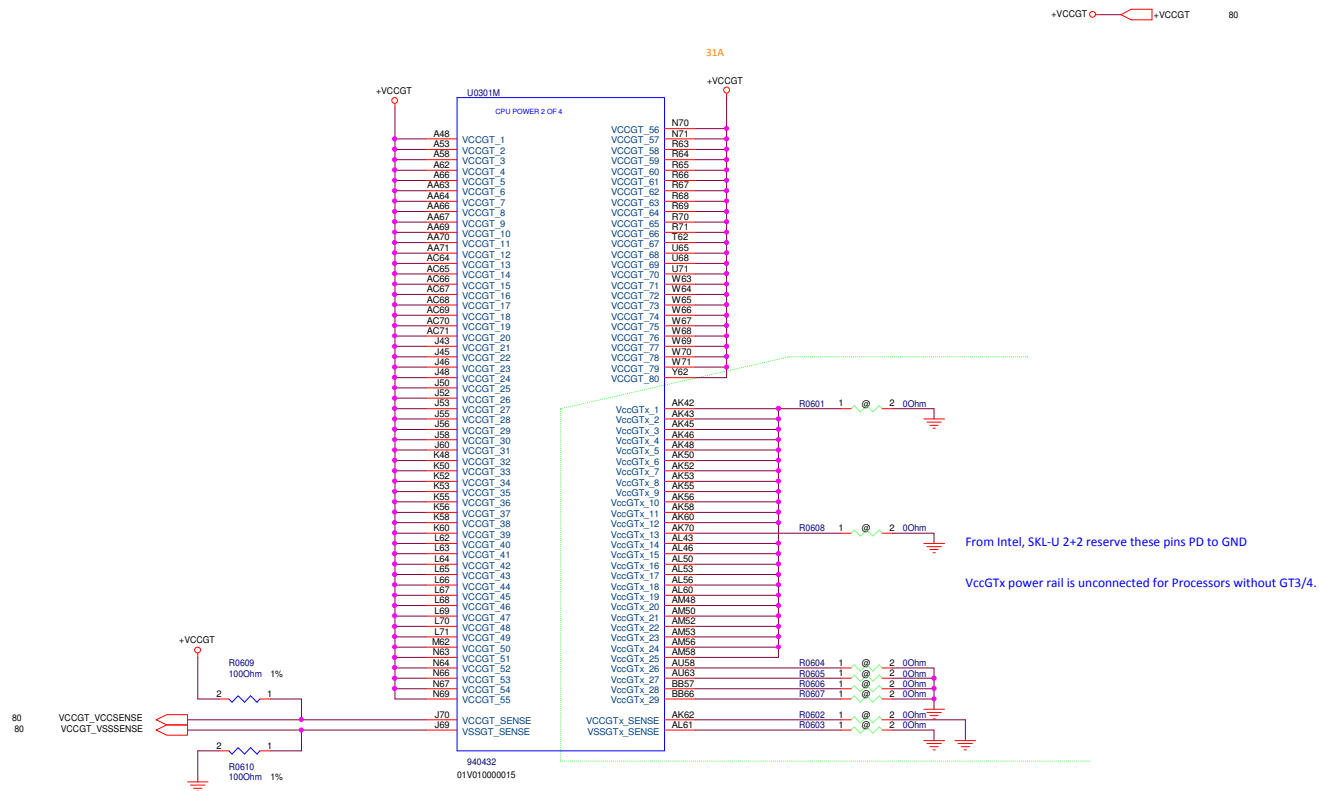 +VCCGT +VCCGT 80
31A
+VCCGT +VCCGT
U0301M
CPU POWER 2 OF 4
A48 VCCGT_1
A53 VCCGT_2
A58 VCCGT_3
A62 VCCGT_4
A66 VCCGT_5
AA63 VCCGT_6
AA64 VCCGT_7
AA66 VCCGT_8
AA67 VCCGT_9
AA69 VCCGT_10
AA70 VCCGT_11
AA71 VCCGT_12
AC64 VCCGT_13
AC65 VCCGT_14
AC66 VCCGT_15
AC67 VCCGT_16
AC68 VCCGT_17
AC69 VCCGT_18
AC70 VCCGT_19
AC71 VCCGT_20
J43 VCCGT_21
J45 VCCGT_22
J46 VCCGT_23
J48 VCCGT_24
J50 VCCGT_25
J52 VCCGT_26
J53 VCCGT_27
J55 VCCGT_28
J56 VCCGT_29
J58 VCCGT_30
J60 VCCGT_31
K48 VCCGT_32
K50 VCCGT_33
K52 VCCGT_34
K53 VCCGT_35
K55 VCCGT_36
K56 VCCGT_37
K58 VCCGT_38
K60 VCCGT_39
L62 VCCGT_40
L63 VCCGT_41
L64 VCCGT_42
L65 VCCGT_43
L66 VCCGT_44
L67 VCCGT_45
L68 VCCGT_46
L69 VCCGT_47
L70 VCCGT_48
L71 VCCGT_49
M62 VCCGT_50
N63 VCCGT_51
N64 VCCGT_52
N66 VCCGT_53
N67 VCCGT_54
N69 VCCGT_55
J70 VCCGT_SENSE
J69 VSSGT_SENSE
VCCGT_56 N70
VCCGT_57 N71
VCCGT_58 R63
VCCGT_59 R64
VCCGT_60 R65
VCCGT_61 R66
VCCGT_62 R67
VCCGT_63 R68
VCCGT_64 R69
VCCGT_65 R70
VCCGT_66 R71
VCCGT_67 T62
VCCGT_68 U65
VCCGT_69 U68
VCCGT_70 U71
VCCGT_71 W63
VCCGT_72 W64
VCCGT_73 W65
VCCGT_74 W66
VCCGT_75 W67
VCCGT_76 W68
VCCGT_77 W69
VCCGT_78 W70
VCCGT_79 W71
VCCGT_80 Y62
VccGTx_1 AK42 R0601 1 @ 2 0Ohm
VccGTx_2 AK43
VccGTx_3 AK45
VccGTx_4 AK46
VccGTx_5 AK48
VccGTx_6 AK50
VccGTx_7 AK52
VccGTx_8 AK53
VccGTx_9 AK55
VccGTx_10 AK56
VccGTx_11 AK58
VccGTx_12 AK60
VccGTx_13 AK70 R0608 1 @ 2 0Ohm
VccGTx_14 AL43
VccGTx_15 AL46
VccGTx_16 AL50
VccGTx_17 AL53
VccGTx_18 AL56
VccGTx_19 AL60
VccGTx_20 AM48
VccGTx_21 AM50
VccGTx_22 AM52
VccGTx_23 AM53
VccGTx_24 AM56
VccGTx_25 AM58
VccGTx_26 AU58 R0604 1 @ 2 0Ohm
VccGTx_27 AU63 R0605 1 @ 2 0Ohm
VccGTx_28 BB57 R0606 1 @ 2 0Ohm
VccGTx_29 BB66 R0607 1 @ 2 0Ohm
VCCGTx_SENSE AK62 R0602 1 @ 2 0Ohm
VSSGTx_SENSE AL61 R0603 1 @ 2 0Ohm
From Intel, SKL-U 2+2 reserve these pins PD to GND
VccGTx power rail is unconnected for Processors without GT3/4.
+VCCGT
R0609
100Ohm 1%
2 1
80 VCCGT_VCCSENSE
80 VCCGT_VSSSENSE
2 1
R0610
100Ohm 1%
940432
01V010000015